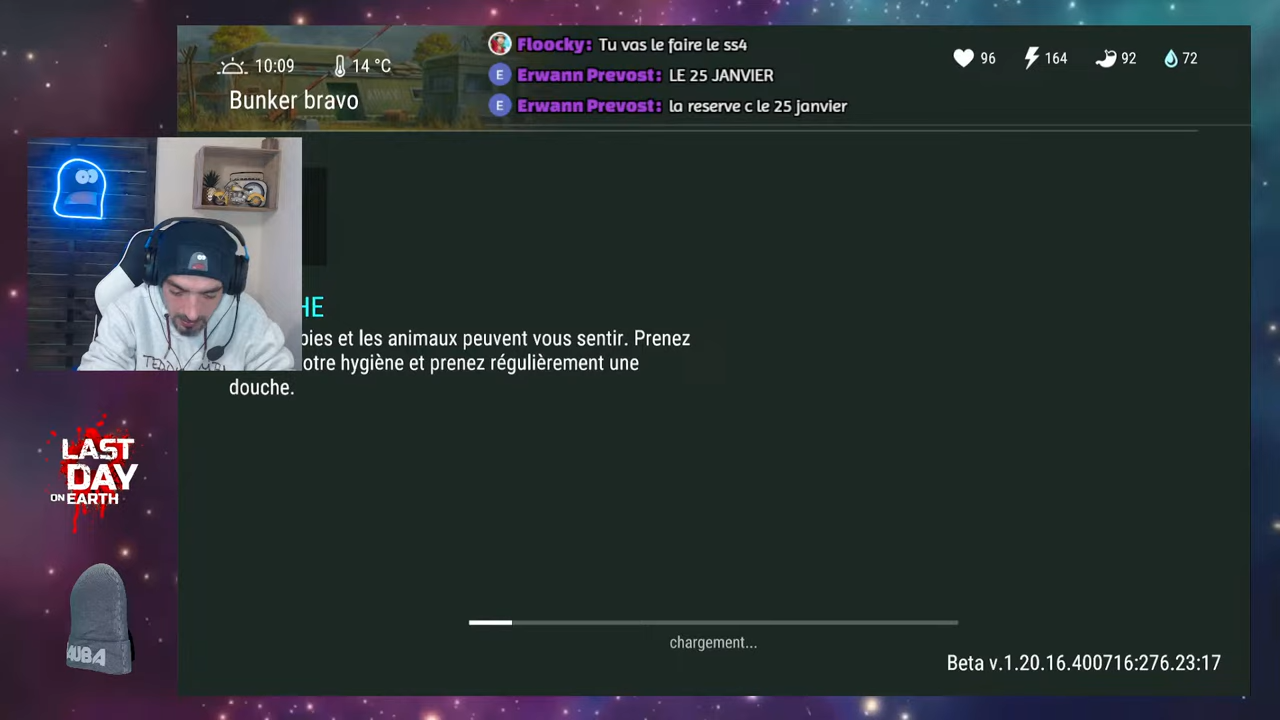 Floocky: Tu vas le faire le ss4
10:09
14 °C
96
164
92
72
Erwann Prevost: LE 25 JANVIER
Bunker bravo
Erwann Prevost: la reserve c le 25 janvier
HE
et les animaux peuvent vous sentir. Prenez
hygiène et prenez régulièrement une
douche.
LAST
DAY
ON EARTH
AUBA
chargement...
Beta v.1.20.16.400716:276.23:17